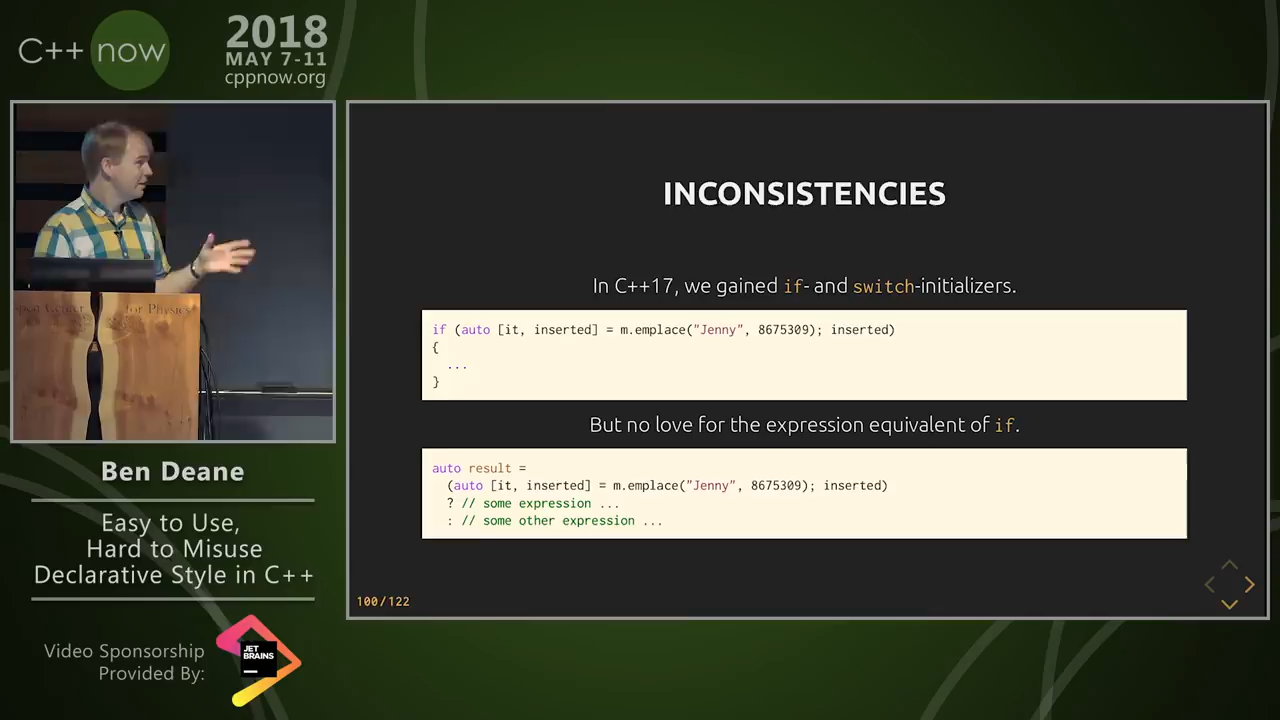 C++ now
2018
MAY 7-11
cppnow.org
for Physics
INCONSISTENCIES
In C++17, we gained if- and switch-initializers.
if (auto [it, inserted] = m.emplace("Jenny", 8675309); inserted)
{
...
}
But no love for the expression equivalent of if.
auto result =
(auto [it, inserted] = m.emplace("Jenny", 8675309); inserted)
? // some expression ...
: // some other expression ...
100/122
Ben Deane
Easy to Use,
Hard to Misuse
Declarative Style in C++
Video Sponsorship
Provided By:
JET
BRAINS